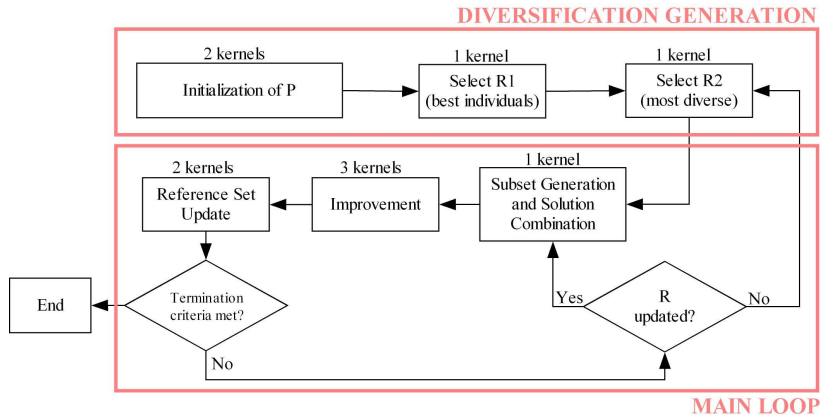 DIVERSIFICATION GENERATION
2 kernels
1 kernel
1 kernel
Initialization of P
Select R1
(best individuals)
Select R2
(most diverse)
2 kernels
3 kernels
1 kernel
Reference Set
Update
Improvement
Subset Generation
and Solution
Combination
End
Termination
criteria met?
No
Yes
R
updated?
No
MAIN LOOP